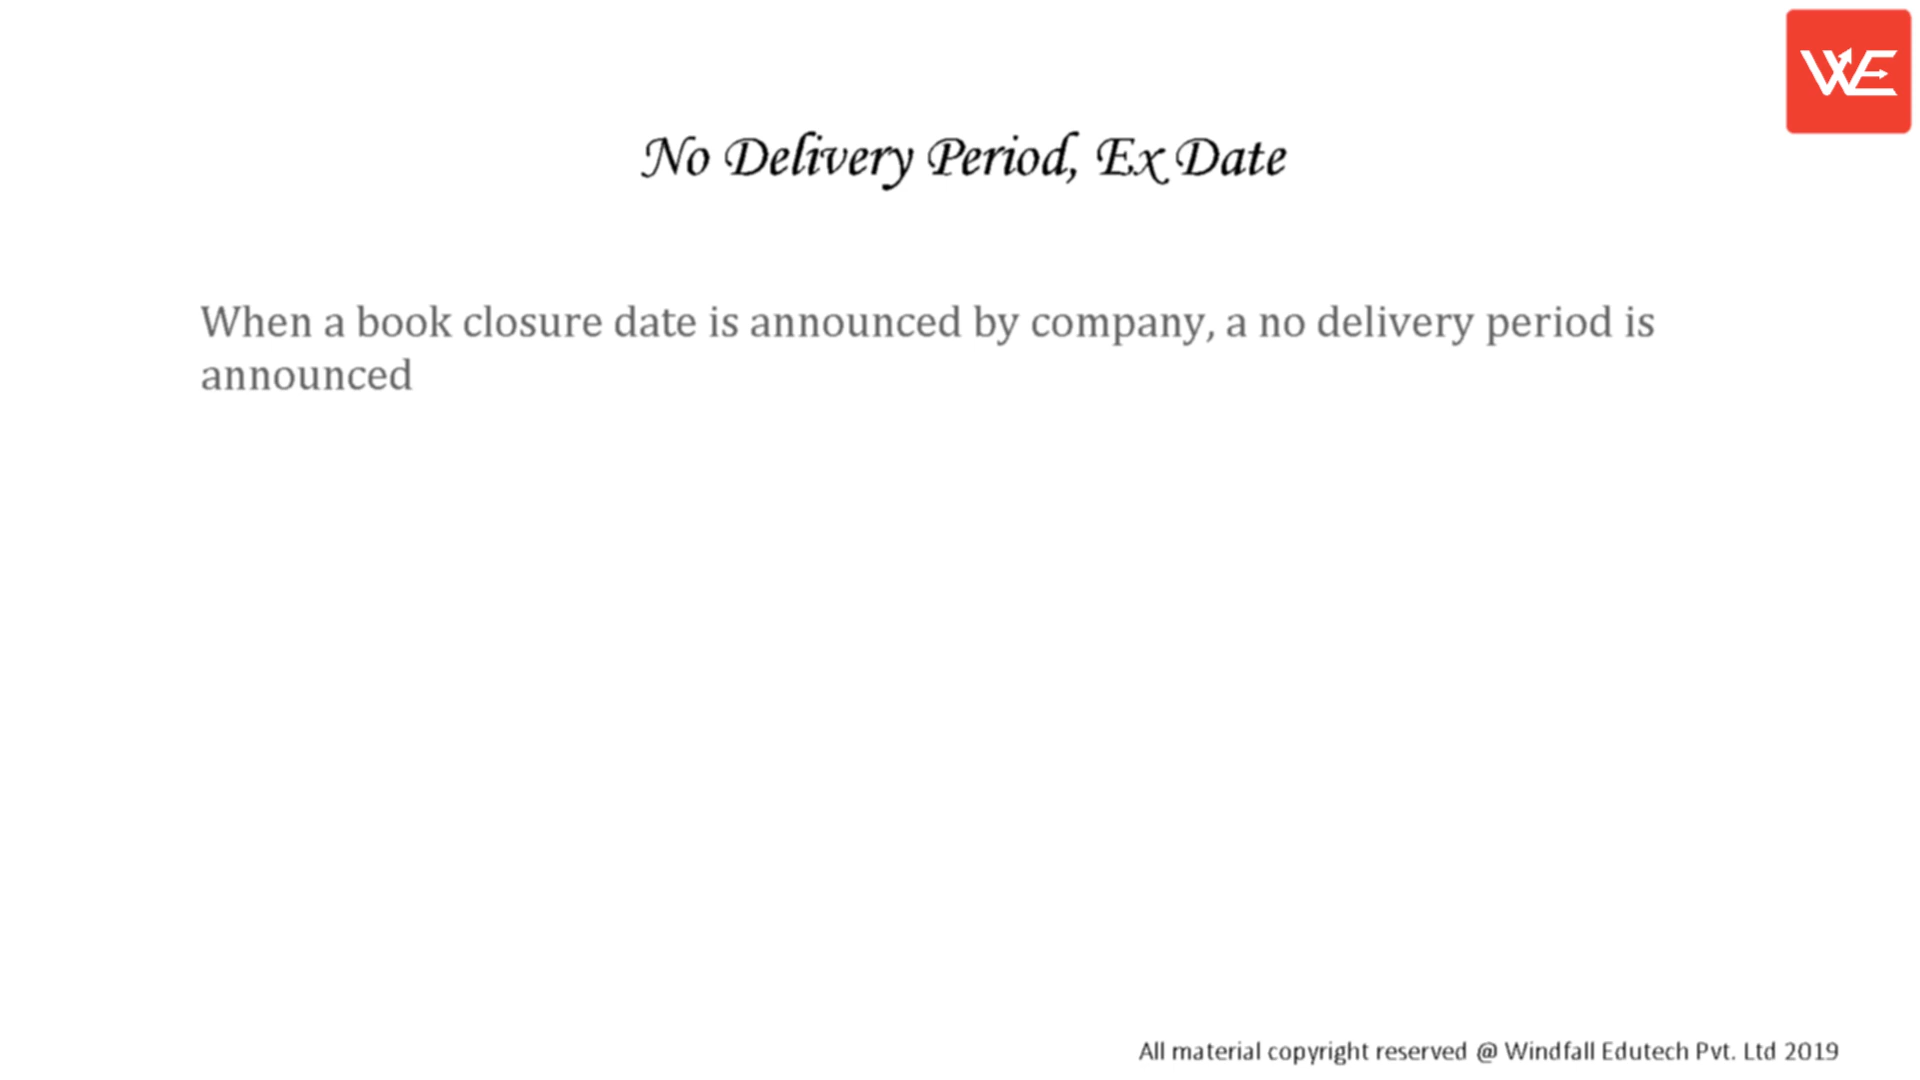 WE
No Delivery Period, Ex Date
When a book closure date is announced by company, a no delivery period is
announced
All material copyright reserved @ Windfall Edutech Pvt. Ltd 2019